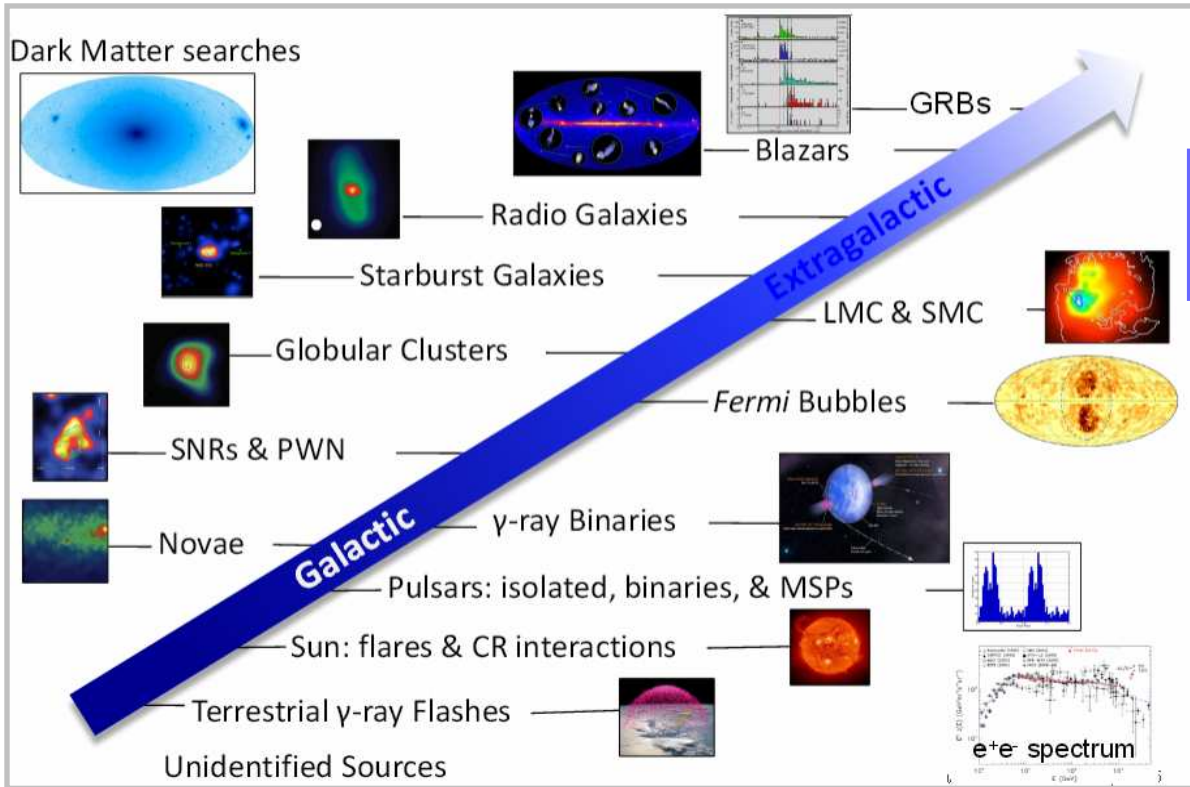 Dark Matter searches
GRBs
Blazars
Radio Galaxies
Extragalactic
Starburst Galaxies
LMC & SMC
Globular Clusters
Fermi Bubbles
SNRs & PWN
γ-ray Binaries
Novae
Galactic
Pulsars: isolated, binaries, & MSPs
Sun: flares & CR interactions
Terrestrial γ-ray Flashes
e⁺e⁻ spectrum
Unidentified Sources